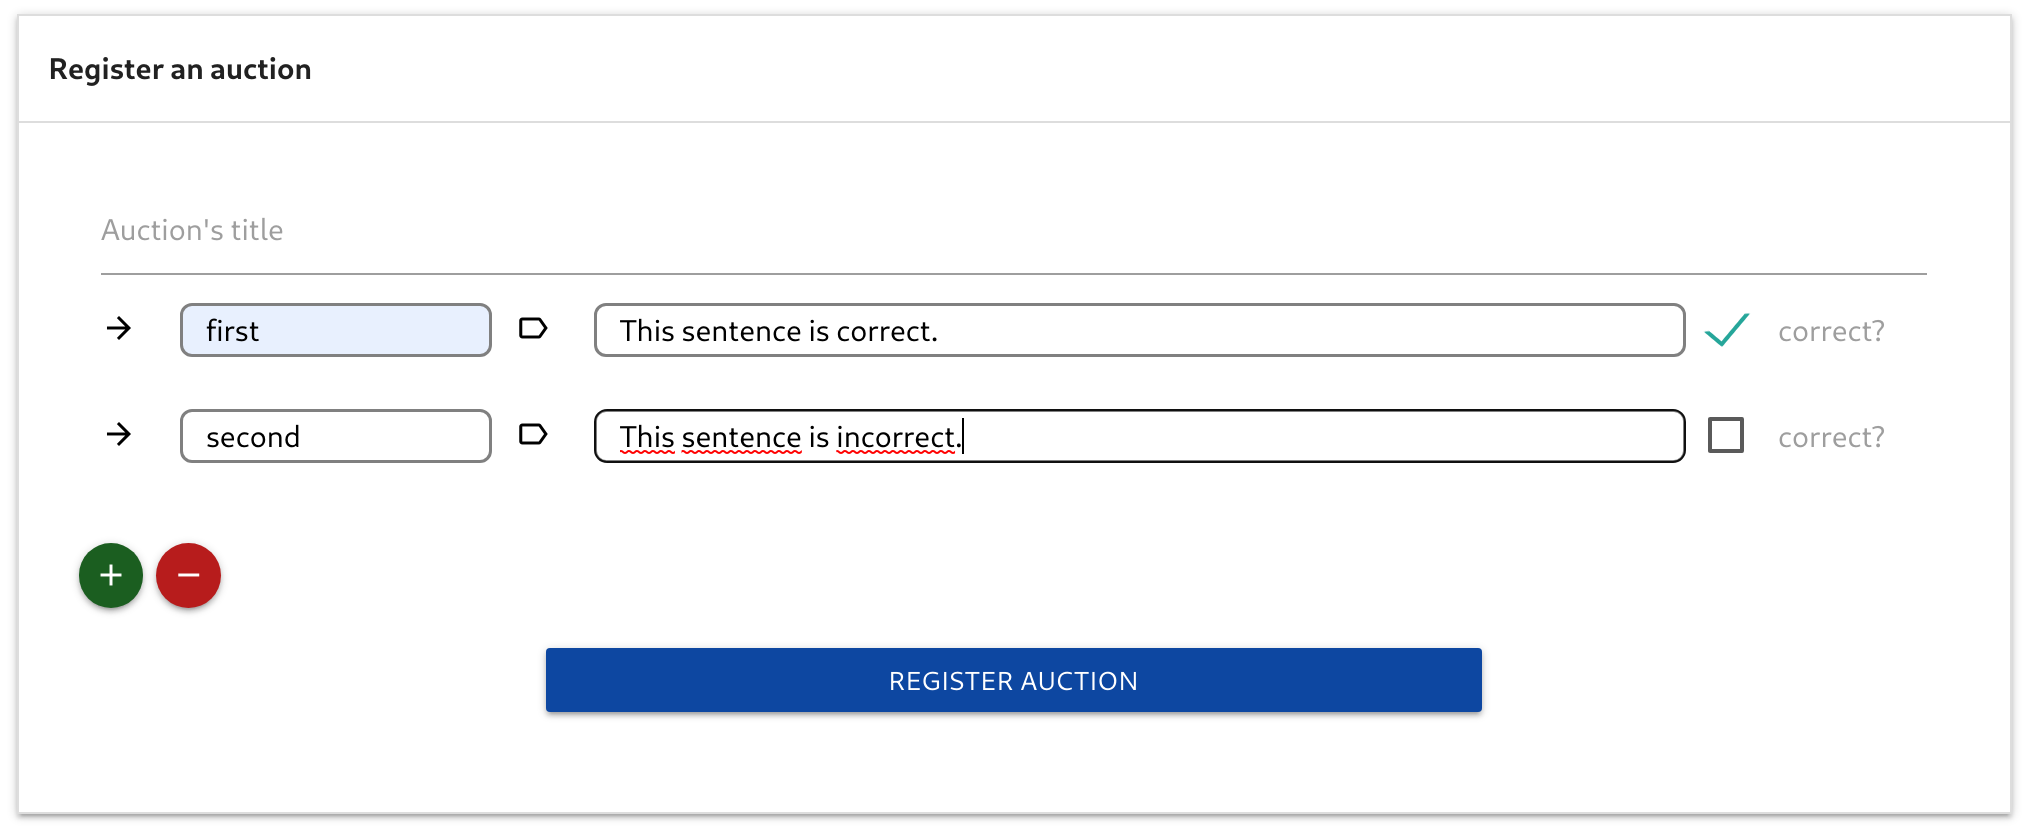 Register an auction
Auction's title
first This sentence is correct. correct?
second This sentence is incorrect. correct?
REGISTER AUCTION